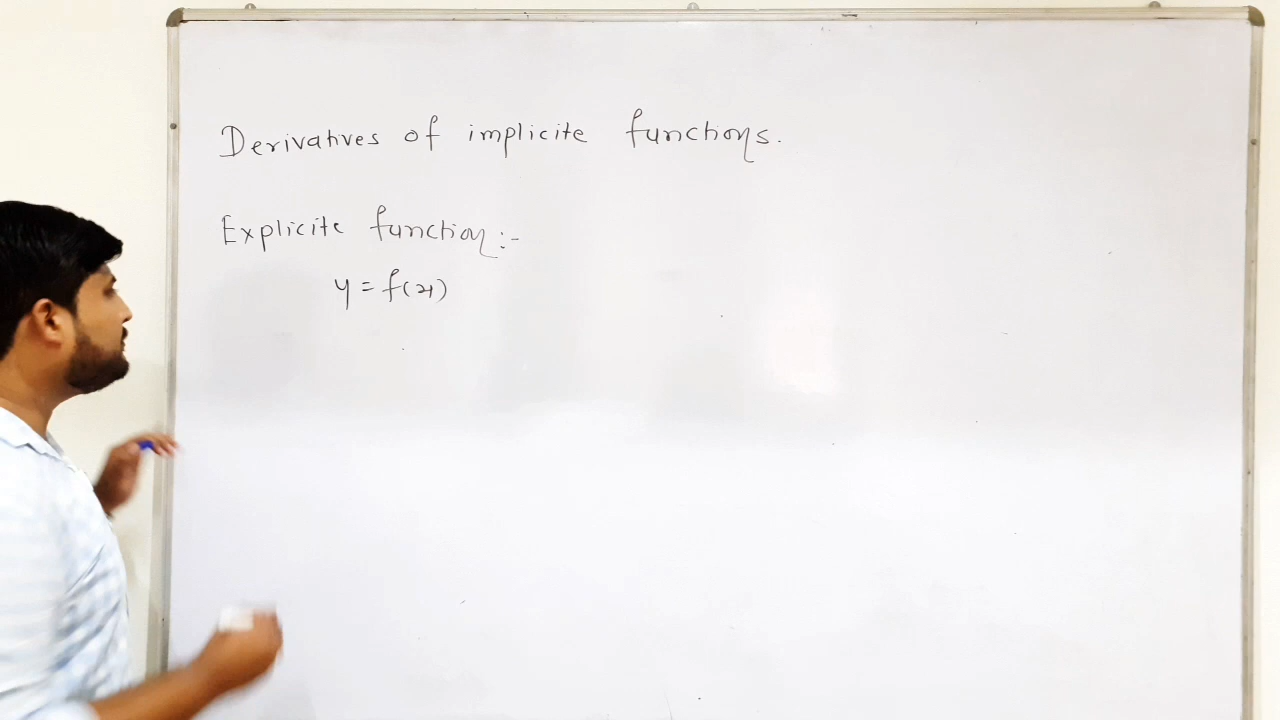 Derivatives of implicite functions.
Explicite function:-
y = f(x)